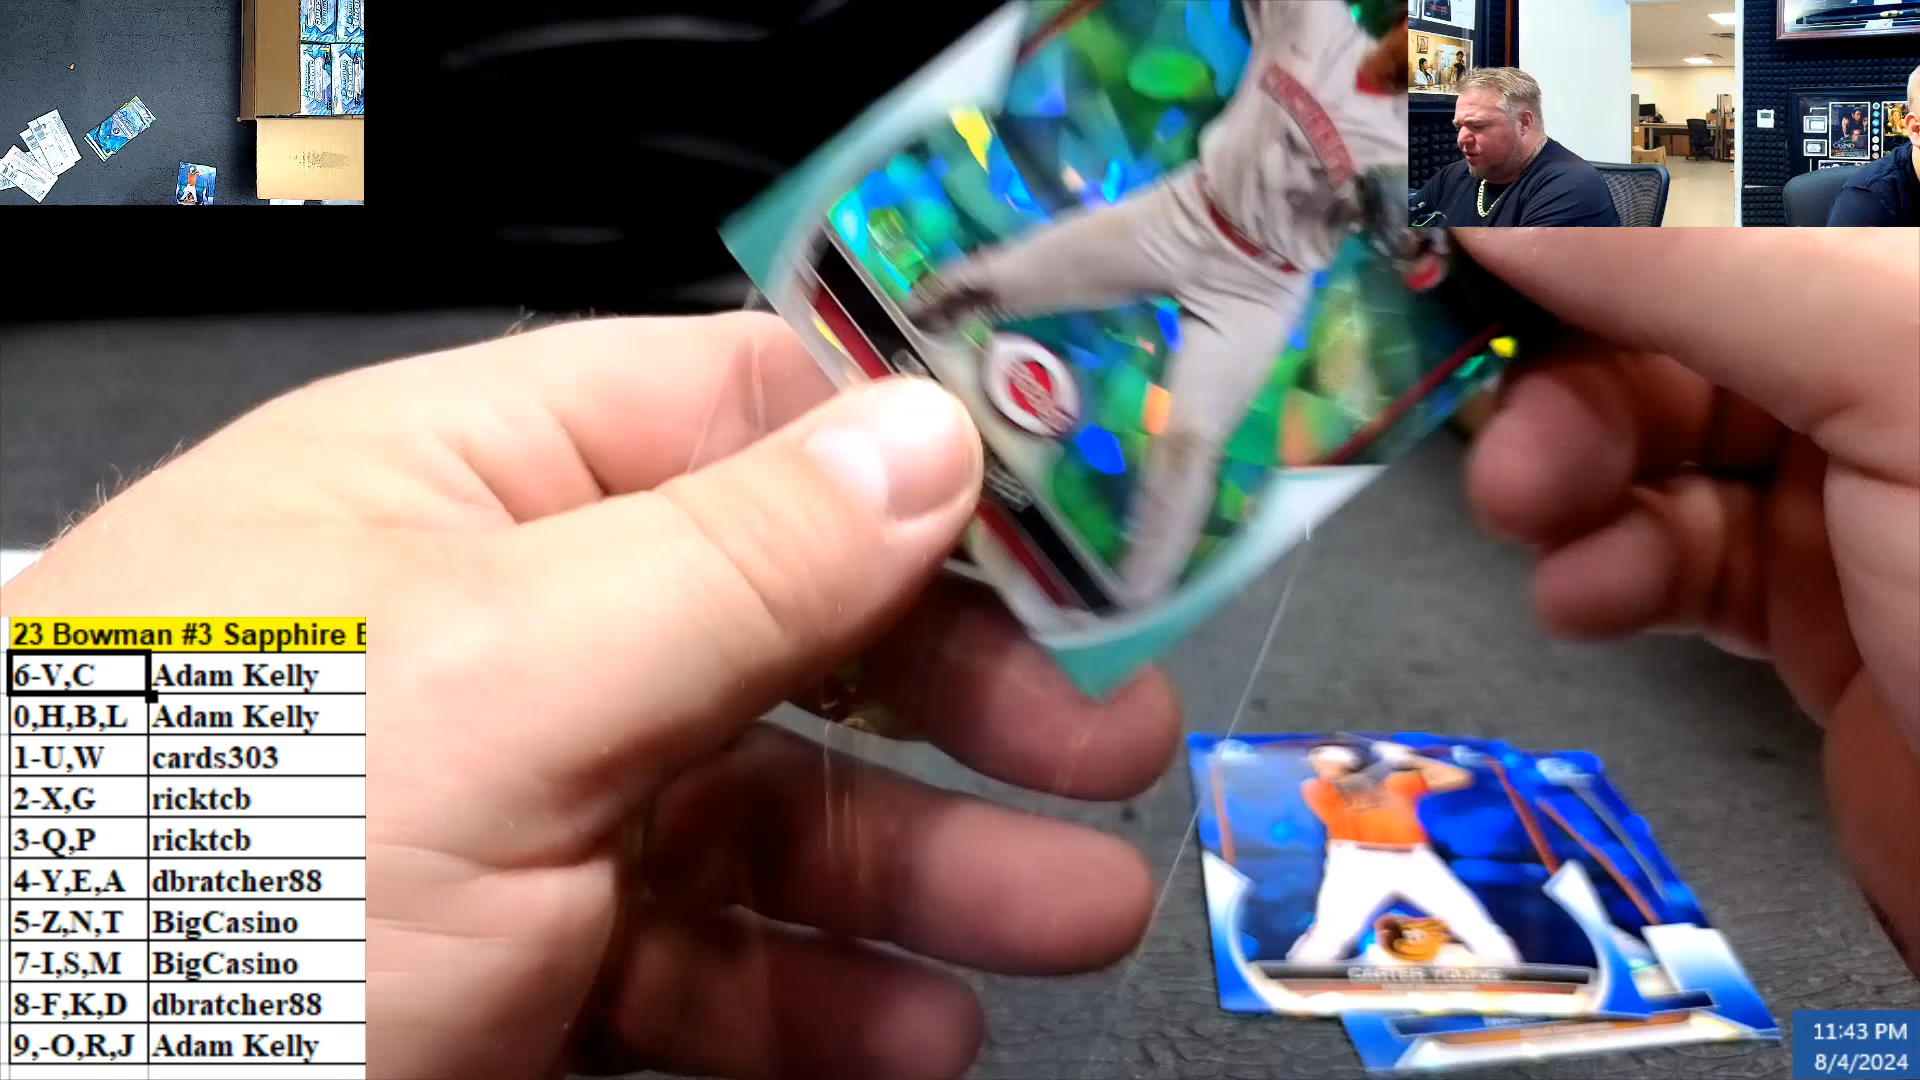 23 Bowman #3 Sapphire E
6-V,C Adam Kelly
0,H,B,L Adam Kelly
1-U,W cards303
2-X,G ricktcb
3-Q,P ricktcb
4-Y,E,A dbratcher88
5-Z,N,T BigCasino
7-I,S,M BigCasino
8-F,K,D dbratcher88
9,-O,R,J Adam Kelly
CARTER YOUNG
CASINO
11:43 PM
8/4/2024